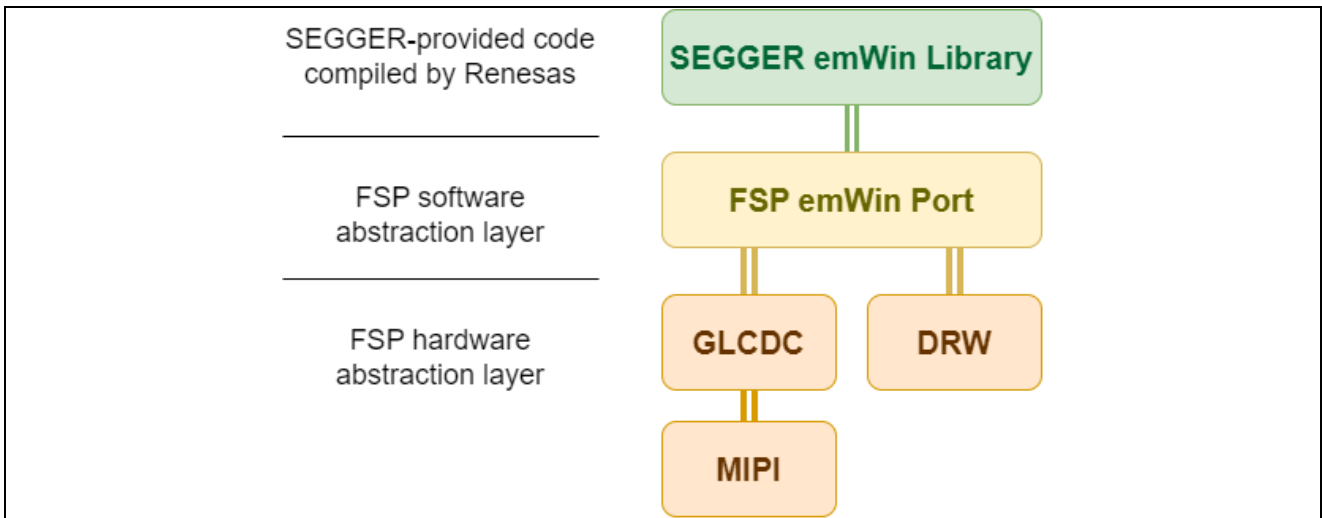 SEGGER-provided code
compiled by Renesas
SEGGER emWin Library
FSP software
abstraction layer
FSP emWin Port
FSP hardware
abstraction layer
GLCDC
DRW
MIPI